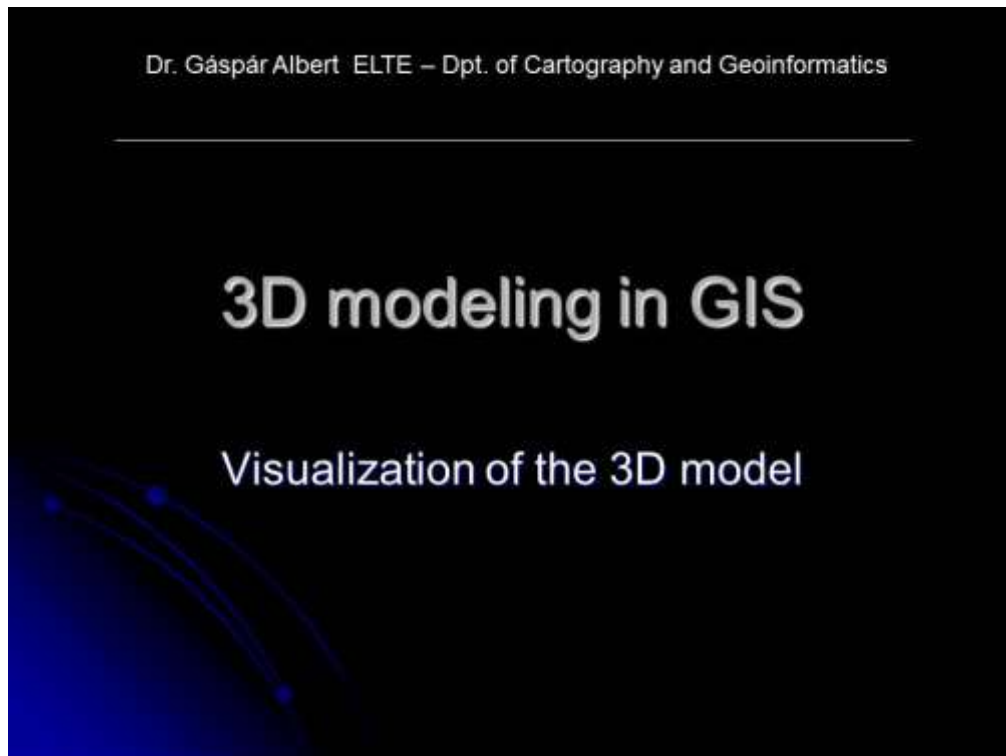 Dr. Gáspár Albert ELTE – Dpt. of Cartography and Geoinformatics
3D modeling in GIS
Visualization of the 3D model